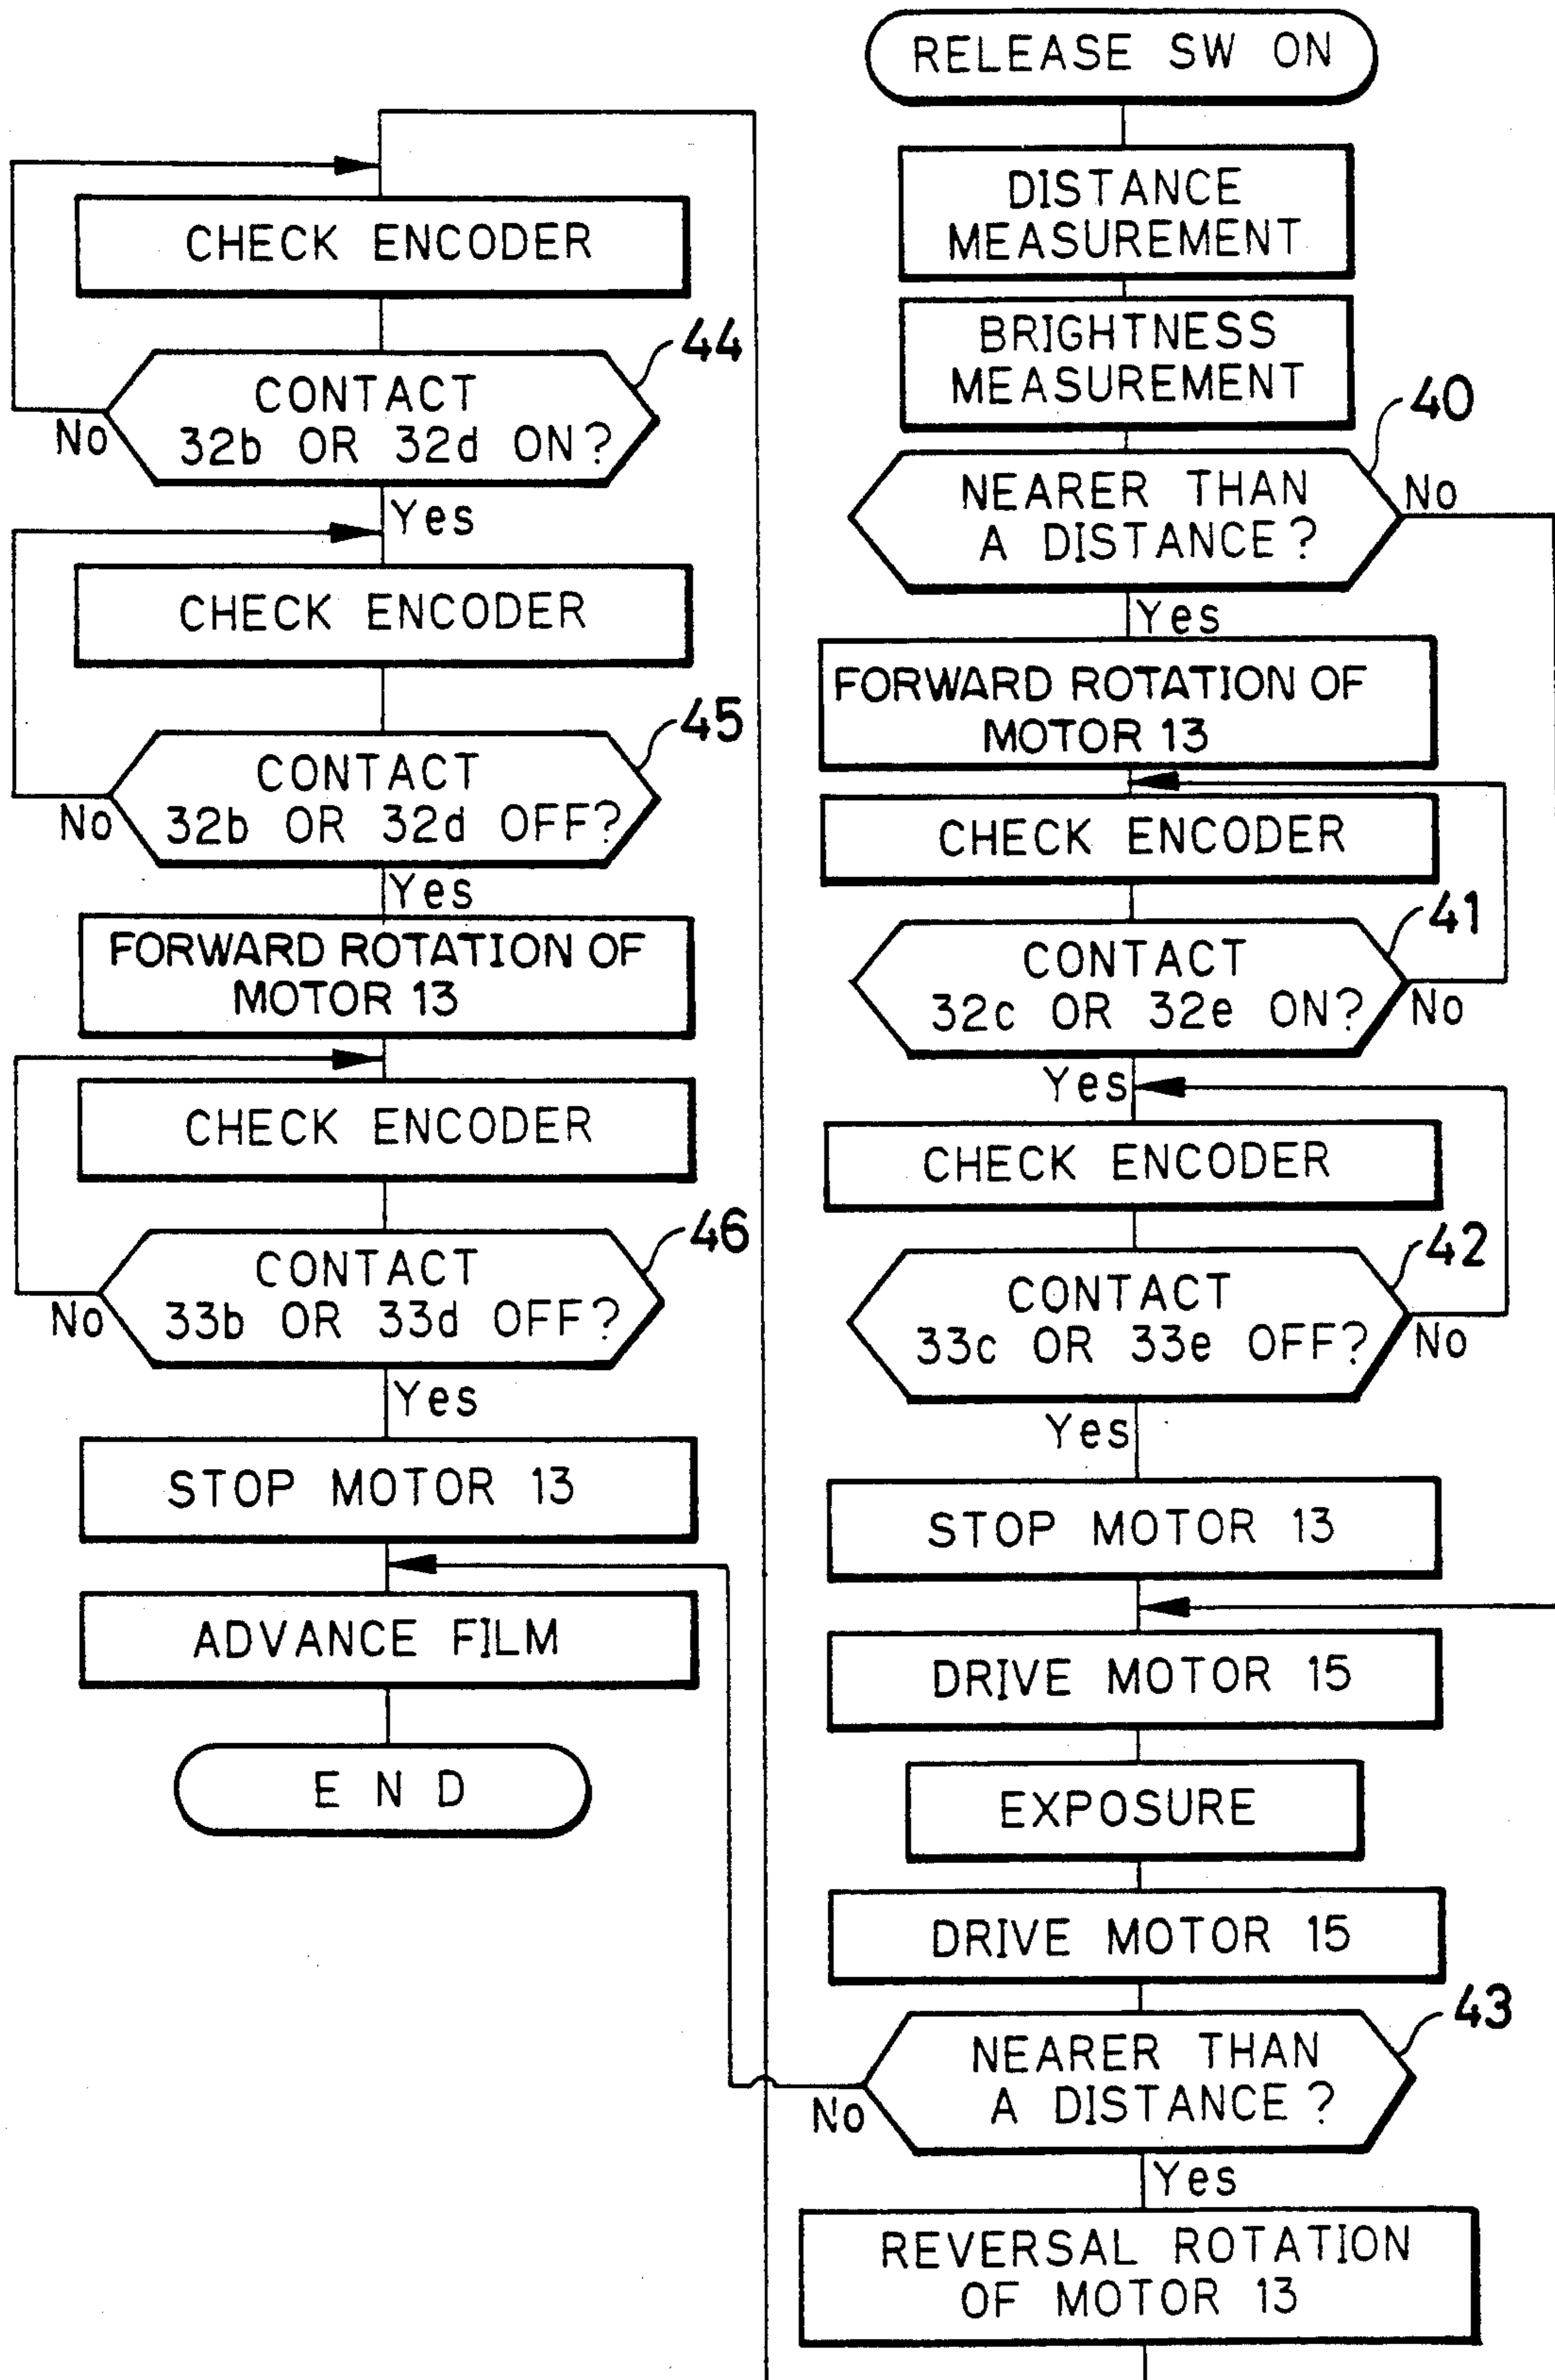 RELEASE SW ON
DISTANCE
MEASUREMENT
BRIGHTNESS
MEASUREMENT
40
NEARER THAN
A DISTANCE?
No
Yes
FORWARD ROTATION OF
MOTOR 13
CHECK ENCODER
41
CONTACT
32c OR 32e ON?
No
Yes
CHECK ENCODER
42
CONTACT
33c OR 33e OFF?
No
Yes
STOP MOTOR 13
DRIVE MOTOR 15
EXPOSURE
DRIVE MOTOR 15
43
NEARER THAN
A DISTANCE?
No
Yes
REVERSAL ROTATION
OF MOTOR 13
CHECK ENCODER
44
CONTACT
32b OR 32d ON?
No
Yes
CHECK ENCODER
45
CONTACT
32b OR 32d OFF?
No
Yes
FORWARD ROTATION OF
MOTOR 13
CHECK ENCODER
46
CONTACT
33b OR 33d OFF?
No
Yes
STOP MOTOR 13
ADVANCE FILM
END